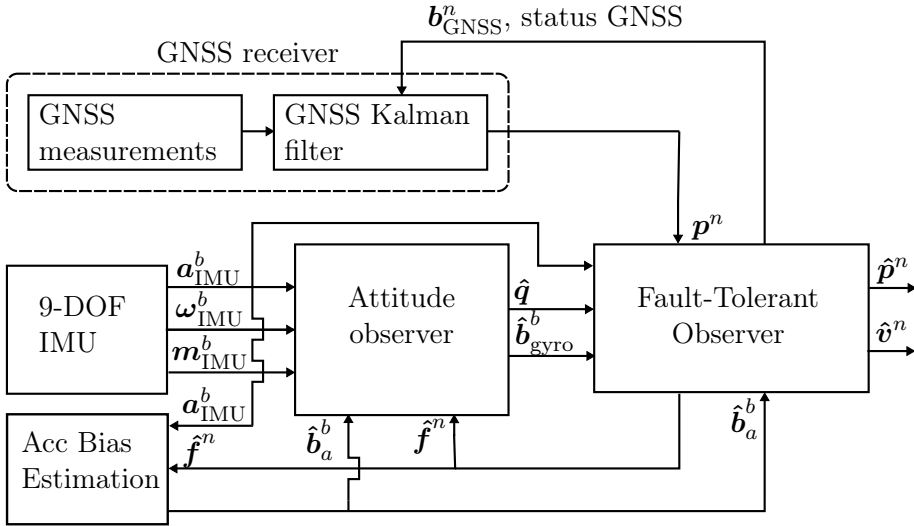 b^n_GNSS, status GNSS
GNSS receiver
GNSS
measurements
GNSS Kalman
filter
p^n
9-DOF
IMU
a^b_IMU
ω^b_IMU
m^b_IMU
a^b_IMU
Attitude
observer
q̂
b̂^b_gyro
Fault-Tolerant
Observer
p̂^n
v̂^n
Acc Bias
Estimation
f̂^n
b̂^b_a
f̂^n
b̂^b_a